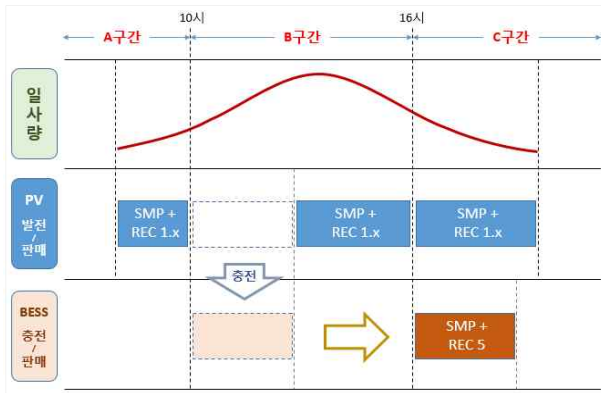 10시
16시
A구간
B구간
C구간
일
사
량
PV
발전
/
판매
SMP +
REC 1.x
SMP +
REC 1.x
SMP +
REC 1.x
충전
BESS
충전
/
판매
SMP +
REC 5